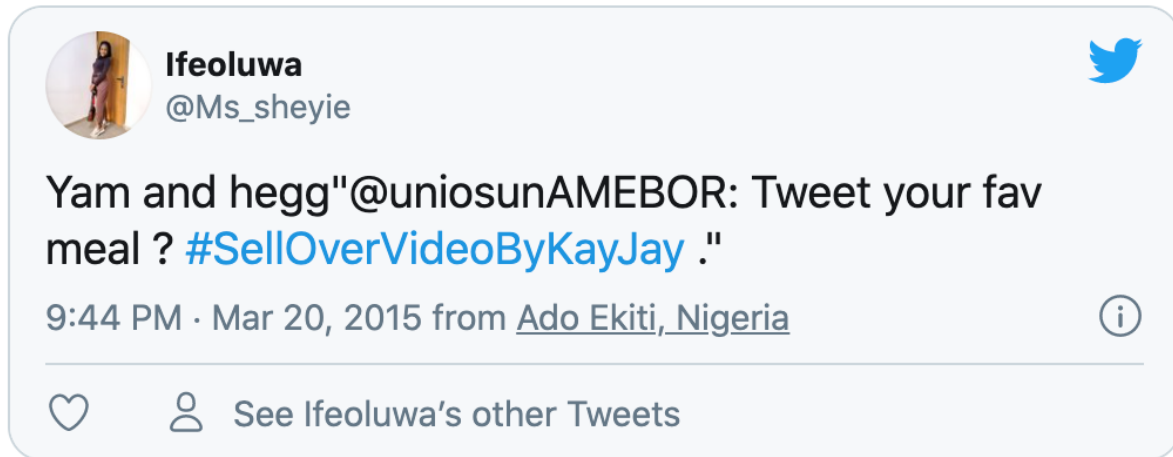 Ifeoluwa
@Ms_sheyie
Yam and hegg"@uniosunAMEBOR: Tweet your fav
meal ? #SellOverVideoByKayJay ."
9:44 PM · Mar 20, 2015 from Ado Ekiti, Nigeria
See Ifeoluwa’s other Tweets